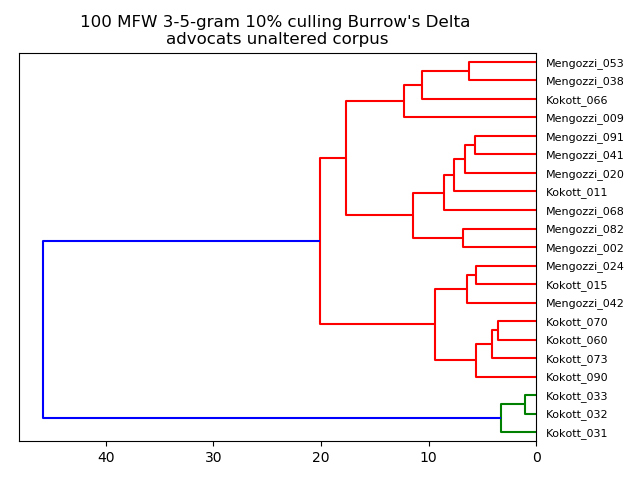 100 MFW 3-5-gram 10% culling Burrow's Delta
advocats unaltered corpus
Mengozzi_053
Mengozzi_038
Kokott_066
Mengozzi_009
Mengozzi_091
Mengozzi_041
Mengozzi_020
Kokott_011
Mengozzi_068
Mengozzi_082
Mengozzi_002
Mengozzi_024
Kokott_015
Mengozzi_042
Kokott_070
Kokott_060
Kokott_073
Kokott_090
Kokott_033
Kokott_032
Kokott_031
40 30 20 10 0